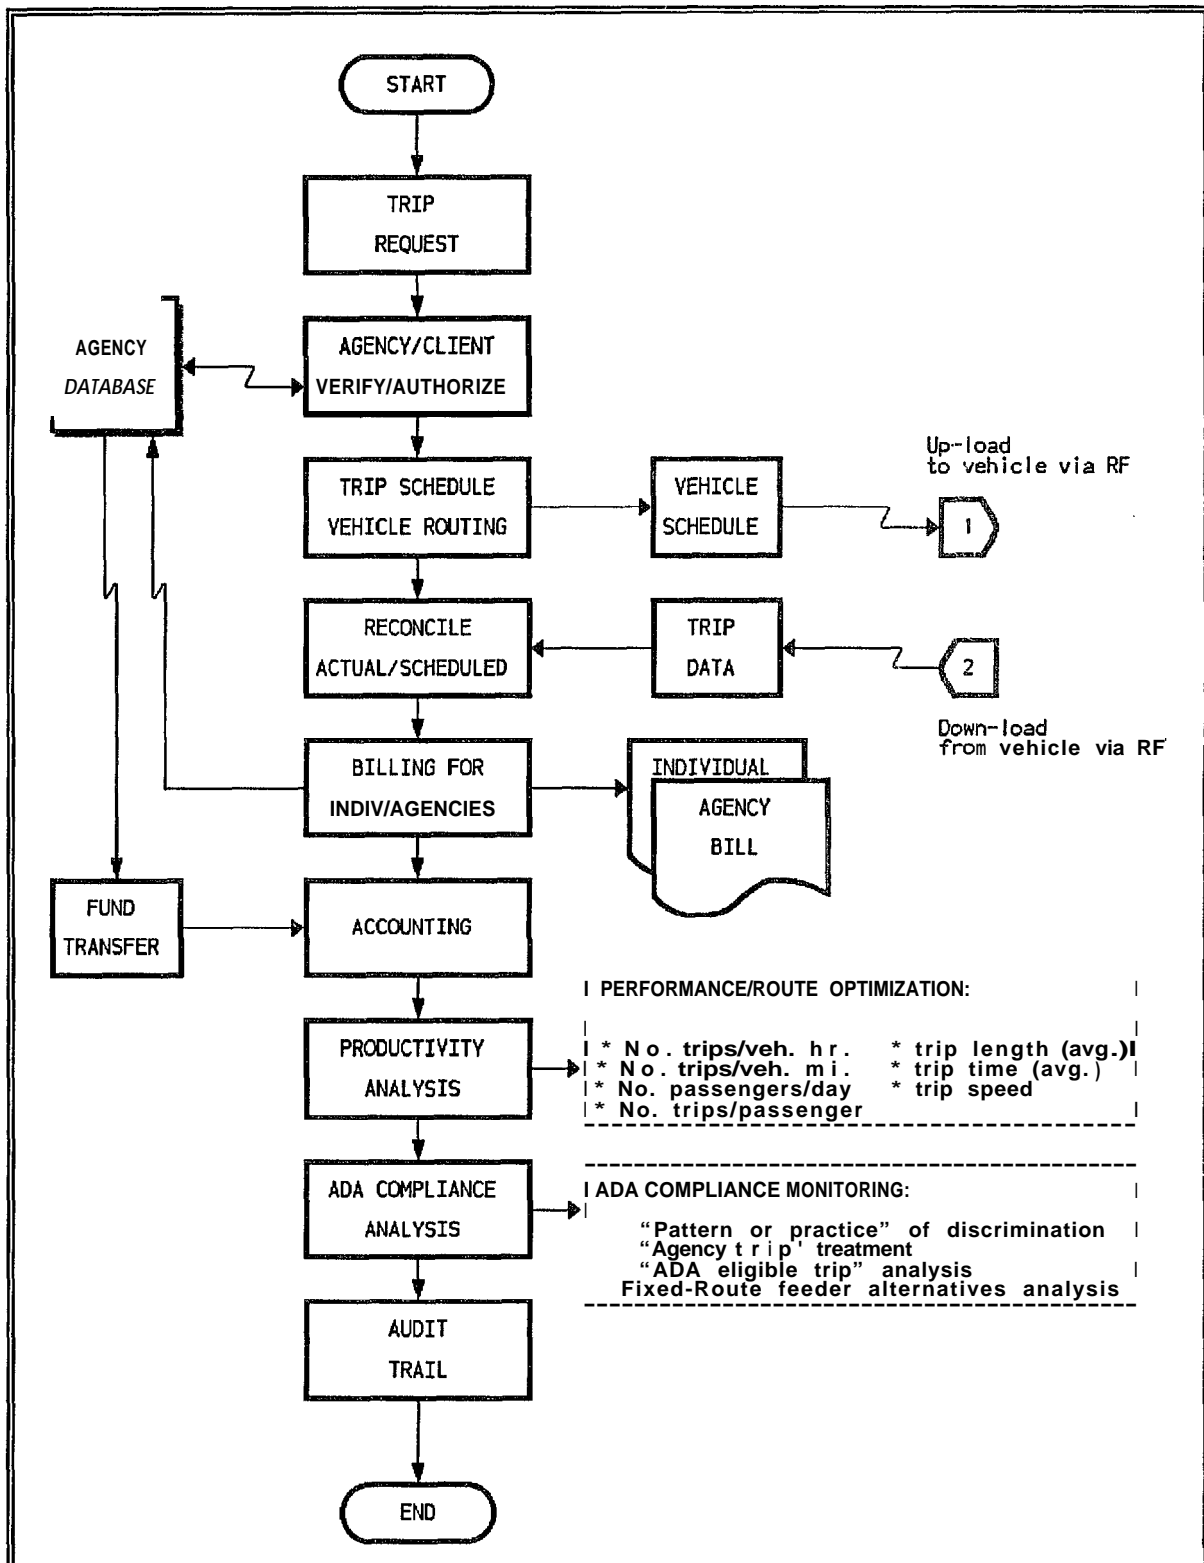 START
TRIP
REQUEST
AGENCY
DATABASE
AGENCY/CLIENT
VERIFY/AUTHORIZE
TRIP SCHEDULE
VEHICLE ROUTING
VEHICLE
SCHEDULE
Up-load
to vehicle via RF
1
RECONCILE
ACTUAL/SCHEDULED
TRIP
DATA
2
Down-load
from vehicle via RF
BILLING FOR
INDIV/AGENCIES
INDIVIDUAL
AGENCY
BILL
FUND
TRANSFER
ACCOUNTING
PRODUCTIVITY
ANALYSIS
PERFORMANCE/ROUTE OPTIMIZATION:
* No. trips/veh. hr. * trip length (avg.)
* No. trips/veh. mi. * trip time (avg.)
* No. passengers/day * trip speed
* No. trips/passenger
ADA COMPLIANCE
ANALYSIS
ADA COMPLIANCE MONITORING:
“Pattern or practice” of discrimination
“Agency trip' treatment
“ADA eligible trip” analysis
Fixed-Route feeder alternatives analysis
AUDIT
TRAIL
END